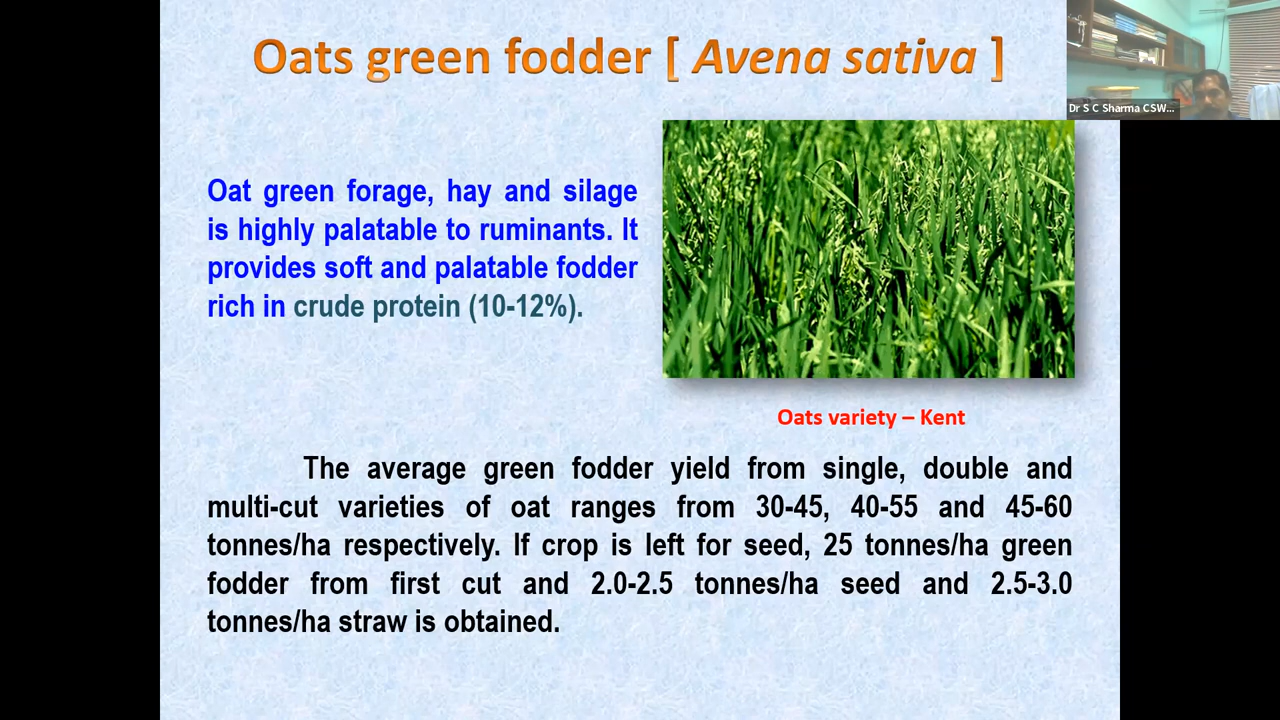 Oats green fodder [ Avena sativa ]
Dr S C Sharma CSW...
Oat green forage, hay and silage
is highly palatable to ruminants. It
provides soft and palatable fodder
rich in crude protein (10-12%).
Oats variety – Kent
The average green fodder yield from single, double and
multi-cut varieties of oat ranges from 30-45, 40-55 and 45-60
tonnes/ha respectively. If crop is left for seed, 25 tonnes/ha green
fodder from first cut and 2.0-2.5 tonnes/ha seed and 2.5-3.0
tonnes/ha straw is obtained.